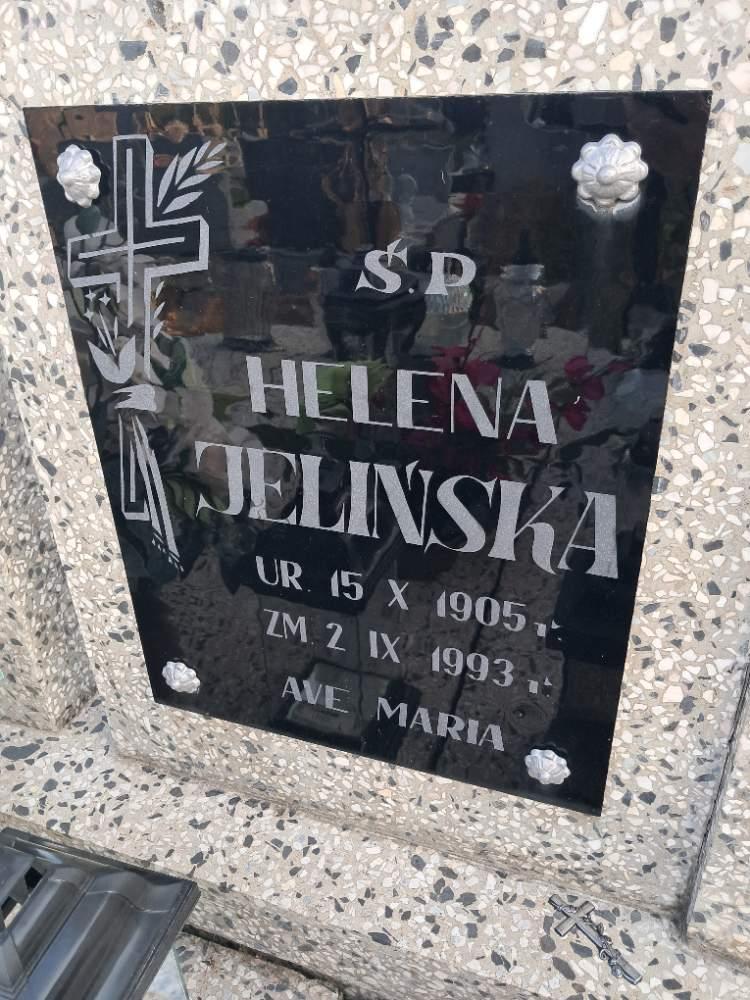 Ś.P
HELENA
JELIŃSKA
UR. 15 X 1905 r.
ZM. 2 IX 1993 r.
AVE MARIA